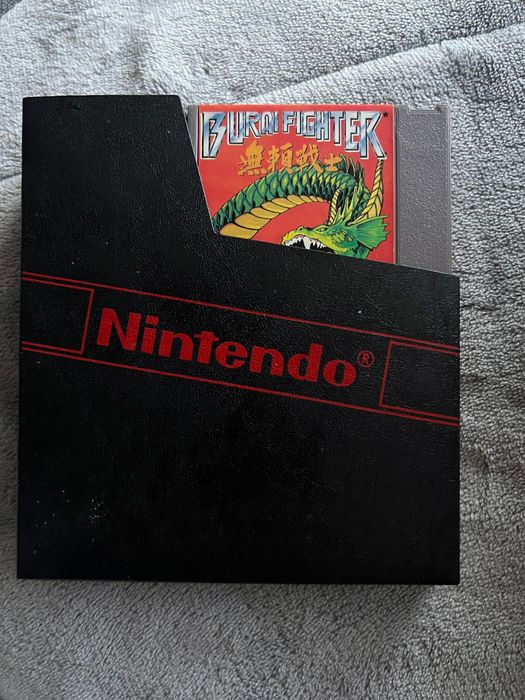 BURAI FIGHTER
無頼戦士
Nintendo®